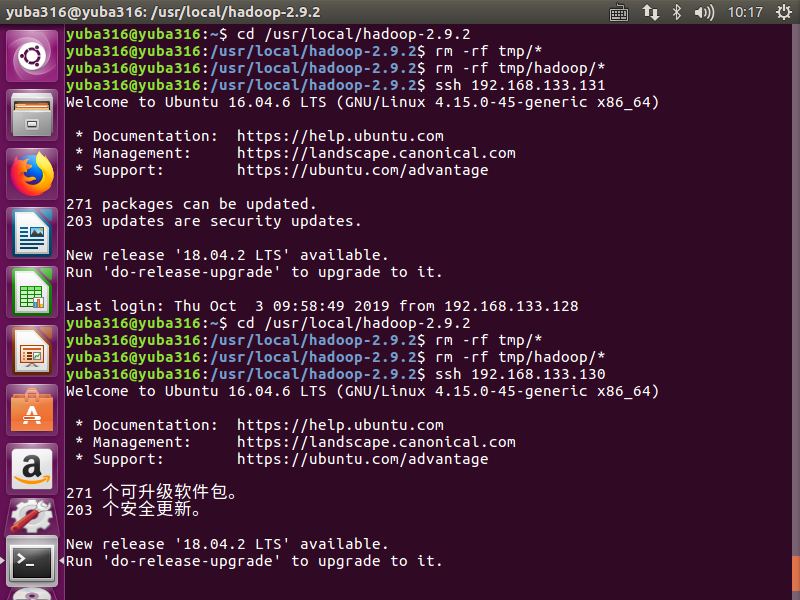 yuba316@yuba316: /usr/local/hadoop-2.9.2
10:17
yuba316@yuba316:~$ cd /usr/local/hadoop-2.9.2
yuba316@yuba316:/usr/local/hadoop-2.9.2$ rm -rf tmp/*
yuba316@yuba316:/usr/local/hadoop-2.9.2$ rm -rf tmp/hadoop/*
yuba316@yuba316:/usr/local/hadoop-2.9.2$ ssh 192.168.133.131
Welcome to Ubuntu 16.04.6 LTS (GNU/Linux 4.15.0-45-generic x86_64)
* Documentation:  https://help.ubuntu.com
* Management:     https://landscape.canonical.com
* Support:        https://ubuntu.com/advantage
271 packages can be updated.
203 updates are security updates.
New release '18.04.2 LTS' available.
Run 'do-release-upgrade' to upgrade to it.
Last login: Thu Oct  3 09:58:49 2019 from 192.168.133.128
yuba316@yuba316:~$ cd /usr/local/hadoop-2.9.2
yuba316@yuba316:/usr/local/hadoop-2.9.2$ rm -rf tmp/*
yuba316@yuba316:/usr/local/hadoop-2.9.2$ rm -rf tmp/hadoop/*
yuba316@yuba316:/usr/local/hadoop-2.9.2$ ssh 192.168.133.130
Welcome to Ubuntu 16.04.6 LTS (GNU/Linux 4.15.0-45-generic x86_64)
* Documentation:  https://help.ubuntu.com
* Management:     https://landscape.canonical.com
* Support:        https://ubuntu.com/advantage
271 个可升级软件包。
203 个安全更新。
New release '18.04.2 LTS' available.
Run 'do-release-upgrade' to upgrade to it.